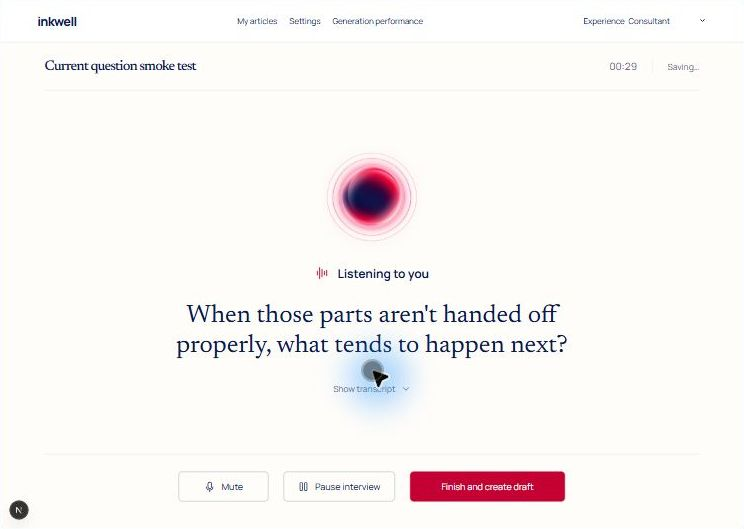 inkwell
My articles Settings Generation performance
Experience Consultant
Current question smoke test
00:29
Saving...
Listening to you
When those parts aren't handed off
properly, what tends to happen next?
Show transcript
Mute
Pause interview
Finish and create draft
N